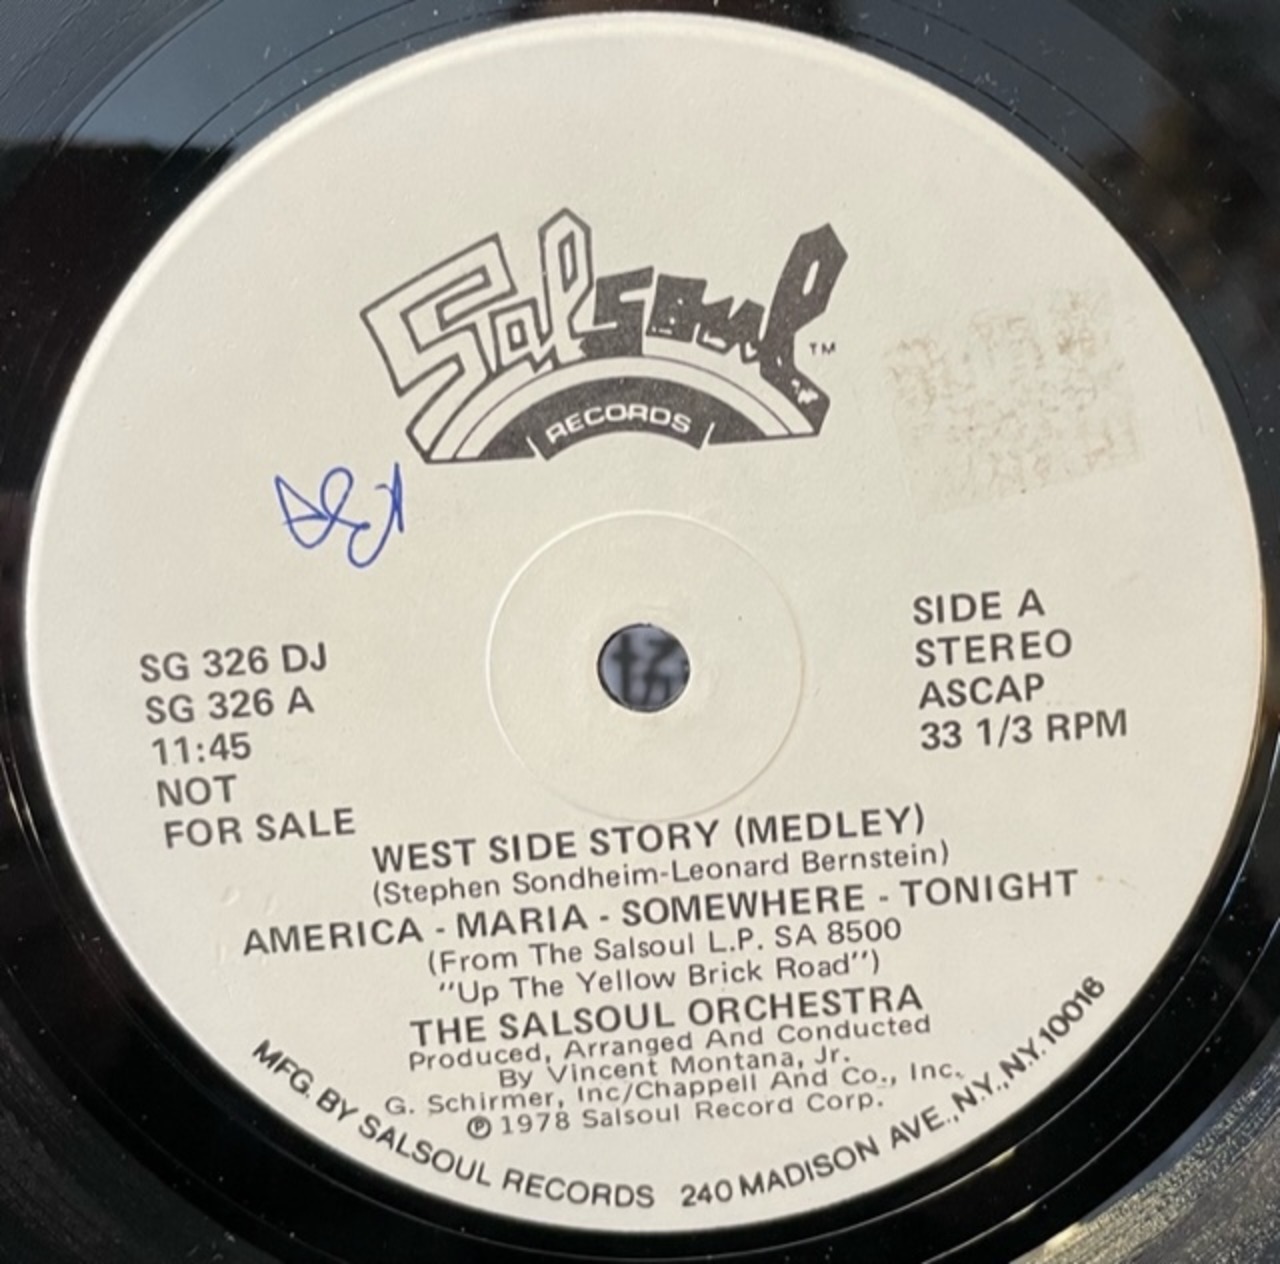 Salsoul
TM
RECORDS
SG 326 DJ
SG 326 A
11:45
NOT
FOR SALE
SIDE A
STEREO
ASCAP
33 1/3 RPM
WEST SIDE STORY (MEDLEY)
(Stephen Sondheim-Leonard Bernstein)
AMERICA - MARIA - SOMEWHERE - TONIGHT
(From The Salsoul L.P. SA 8500
"Up The Yellow Brick Road")
THE SALSOUL ORCHESTRA
Produced, Arranged And Conducted
By Vincent Montana, Jr.
G. Schirmer, Inc/Chappell And Co., Inc.
℗ 1978 Salsoul Record Corp.
MFG. BY SALSOUL RECORDS 240 MADISON AVE., N.Y., N.Y. 10016